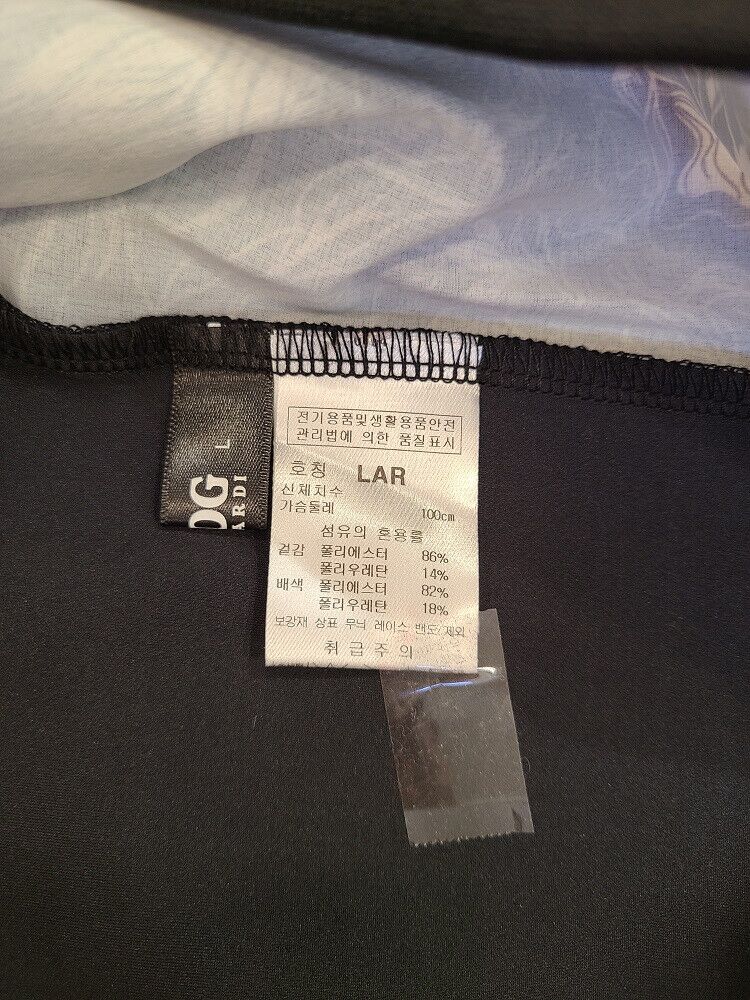 L
OG
ARDI
전기용품및생활용품안전
관리법에 의한 품질표시
호칭 LAR
신체치수
가슴둘레 100cm
섬유의 혼용률
겉감 폴리에스터 86%
폴리우레탄 14%
배색 폴리에스터 82%
폴리우레탄 18%
보강재 상표 무늬 레이스 밴드/제외
취급주의